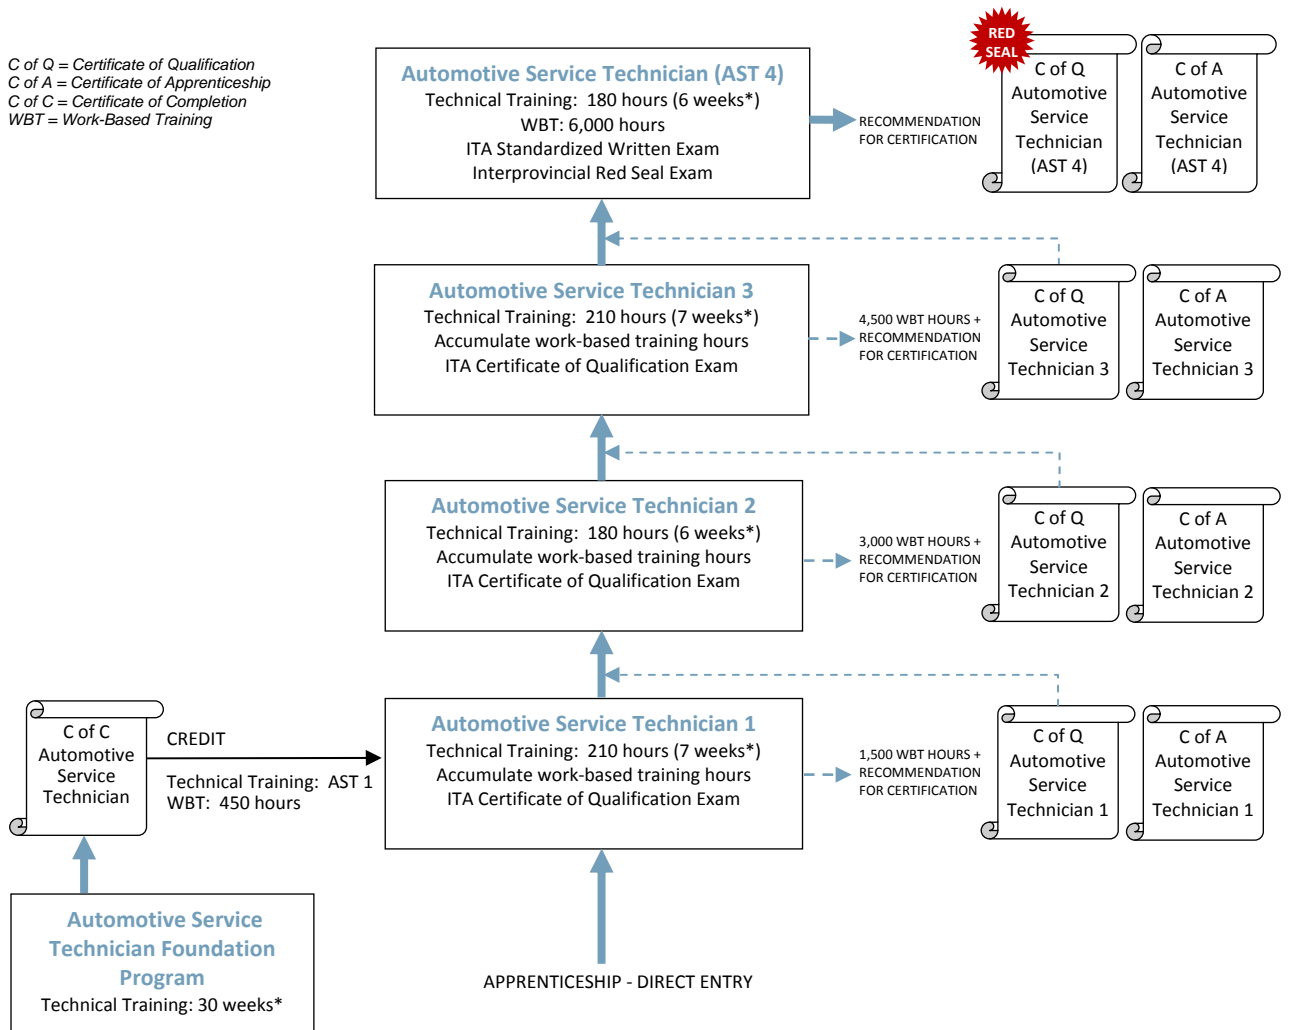 C of Q = Certificate of Qualification
C of A = Certificate of Apprenticeship
C of C = Certificate of Completion
WBT = Work-Based Training
Automotive Service Technician (AST 4)
Technical Training:  180 hours (6 weeks*)
WBT: 6,000 hours
ITA Standardized Written Exam
Interprovincial Red Seal Exam
RECOMMENDATION
FOR CERTIFICATION
RED
SEAL
C of Q
Automotive
Service
Technician
(AST 4)
C of A
Automotive
Service
Technician
(AST 4)
Automotive Service Technician 3
Technical Training:  210 hours (7 weeks*)
Accumulate work-based training hours
ITA Certificate of Qualification Exam
4,500 WBT HOURS +
RECOMMENDATION
FOR CERTIFICATION
C of Q
Automotive
Service
Technician 3
C of A
Automotive
Service
Technician 3
Automotive Service Technician 2
Technical Training:  180 hours (6 weeks*)
Accumulate work-based training hours
ITA Certificate of Qualification Exam
3,000 WBT HOURS +
RECOMMENDATION
FOR CERTIFICATION
C of Q
Automotive
Service
Technician 2
C of A
Automotive
Service
Technician 2
C of C
Automotive
Service
Technician
CREDIT
Technical Training:  AST 1
WBT:  450 hours
Automotive Service Technician 1
Technical Training:  210 hours (7 weeks*)
Accumulate work-based training hours
ITA Certificate of Qualification Exam
1,500 WBT HOURS +
RECOMMENDATION
FOR CERTIFICATION
C of Q
Automotive
Service
Technician 1
C of A
Automotive
Service
Technician 1
Automotive Service
Technician Foundation
Program
Technical Training: 30 weeks*
APPRENTICESHIP - DIRECT ENTRY